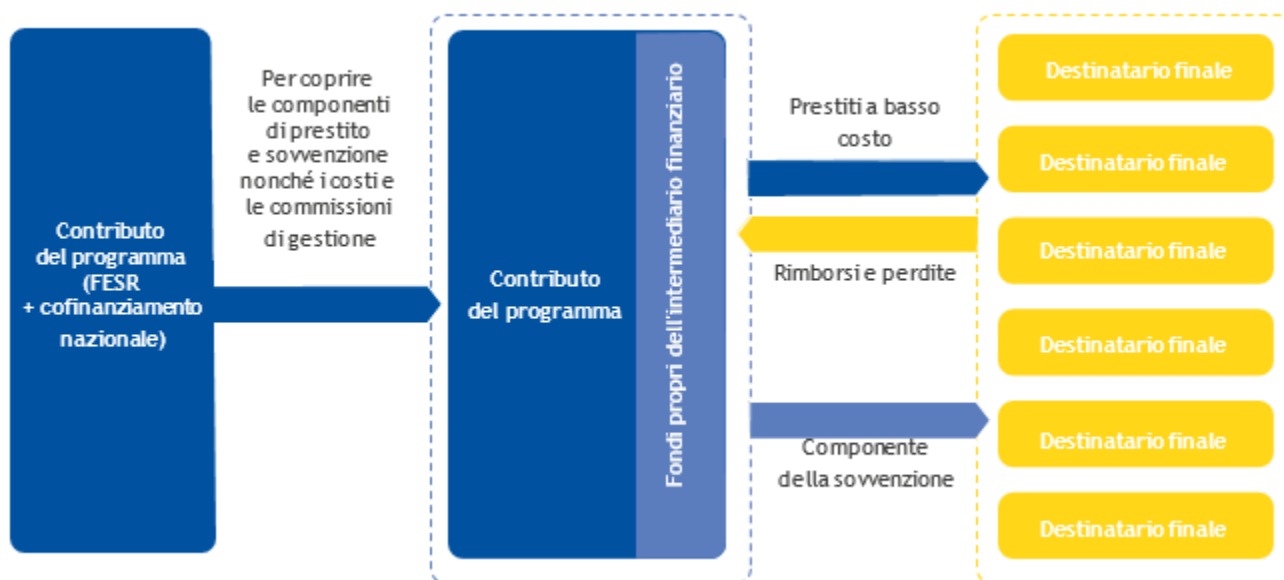 Contributo
del programma
(FESR
+ cofinanziamento
nazionale)
Per coprire
le componenti
di prestito
e sovvenzione
nonché i costi e
le commissioni
di gestione
Contributo
del programma
Fondi propri dell'intermediario finanziario
Prestiti a basso
costo
Rimborsi e perdite
Componente
della sovvenzione
Destinatario finale
Destinatario finale
Destinatario finale
Destinatario finale
Destinatario finale
Destinatario finale